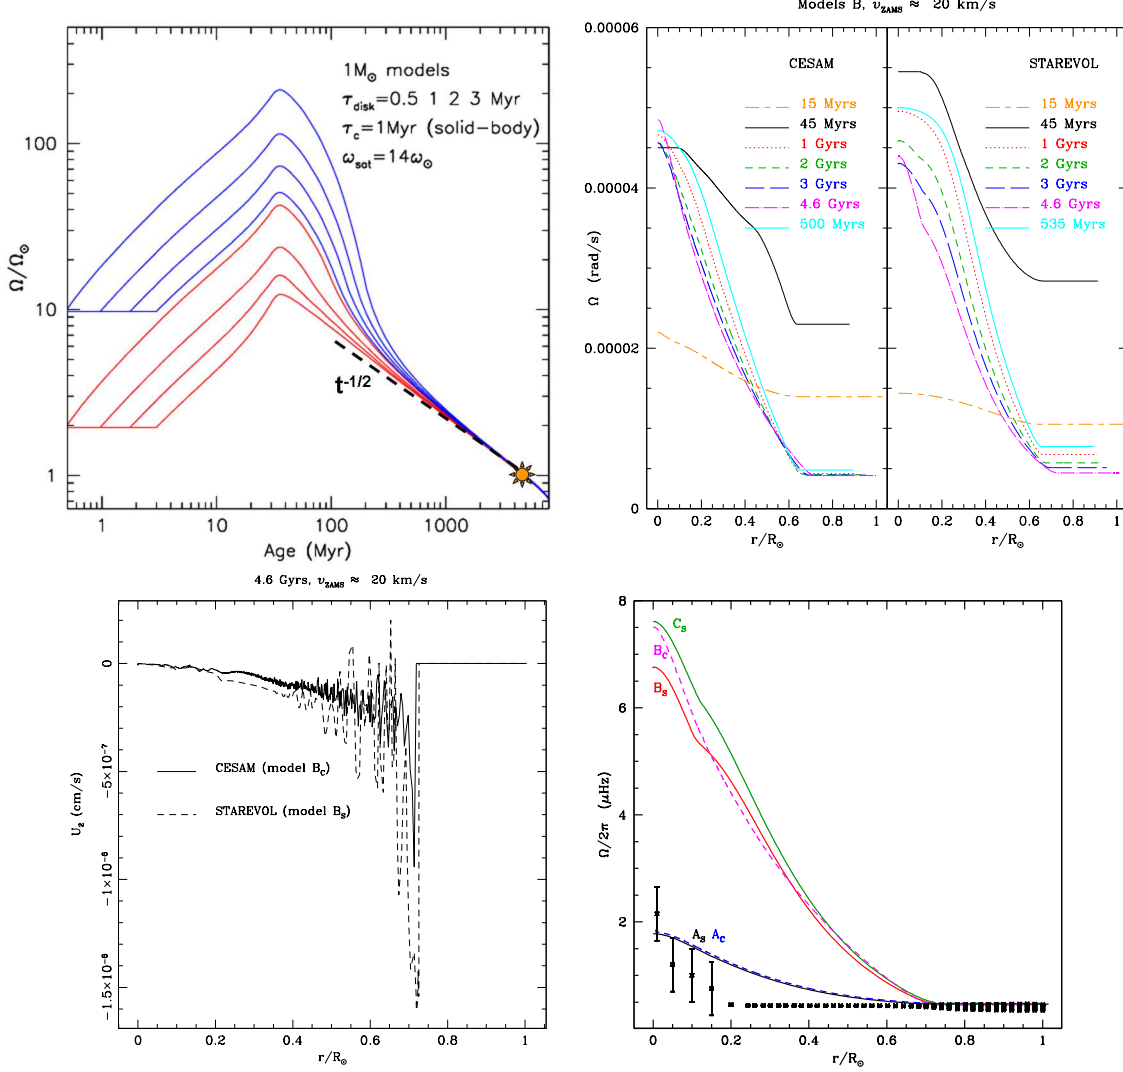 1M⊙ models
τdisk=0.5 1 2 3 Myr
τc=1Myr (solid-body)
ωsat=14ω⊙
t-1/2
Ω/Ω⊙
100
10
1
1 10 100 1000
Age (Myr)
Models B, vZAMS ≈ 20 km/s
CESAM
15 Myrs
45 Myrs
1 Gyrs
2 Gyrs
3 Gyrs
4.6 Gyrs
500 Myrs
STAREVOL
15 Myrs
45 Myrs
1 Gyrs
2 Gyrs
3 Gyrs
4.6 Gyrs
535 Myrs
Ω (rad/s)
0.00006
0.00004
0.00002
0
0 0.2 0.4 0.6 0.8 1
0 0.2 0.4 0.6 0.8 1
r/R⊙
r/R⊙
4.6 Gyrs, vZAMS ≈ 20 km/s
U2 (cm/s)
0
−5×10−7
−1×10−6
−1.5×10−6
CESAM (model BC)
STAREVOL (model BS)
0 0.2 0.4 0.6 0.8 1
r/R⊙
Ω/2π (μHz)
8
6
4
2
0
CS
BC
BS
AS AC
0 0.2 0.4 0.6 0.8 1
r/R⊙